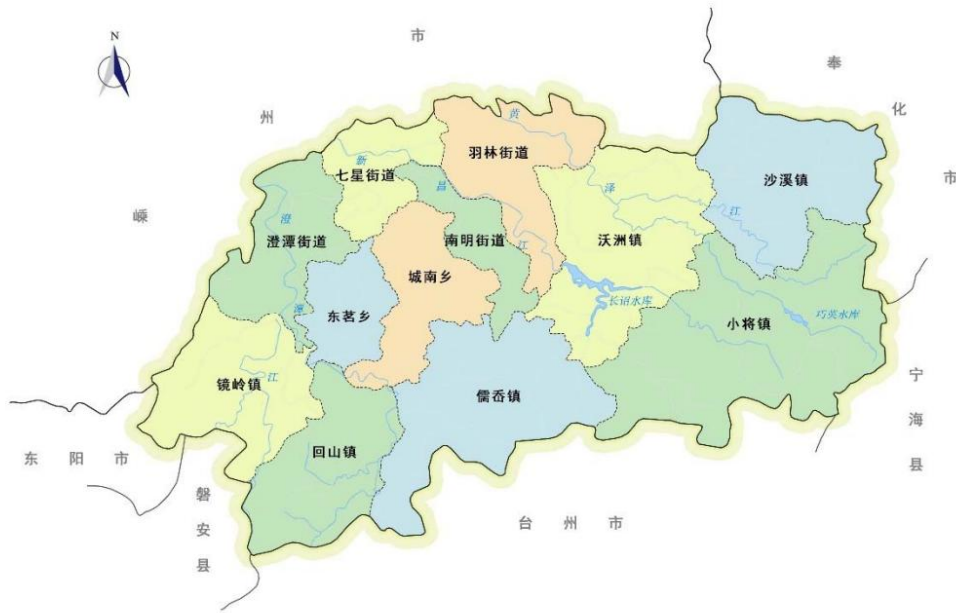 N
市
奉
化
市
州
嵊
黄
羽林街道
新
七星街道
昌
泽
沙溪镇
江
澄
澄潭街道
南明街道
江
沃洲镇
城南乡
潭
东茗乡
长诏水库
巧英水库
小将镇
江
镜岭镇
儒岙镇
宁
海
县
回山镇
东 阳 市
磐
安
县
台 州 市